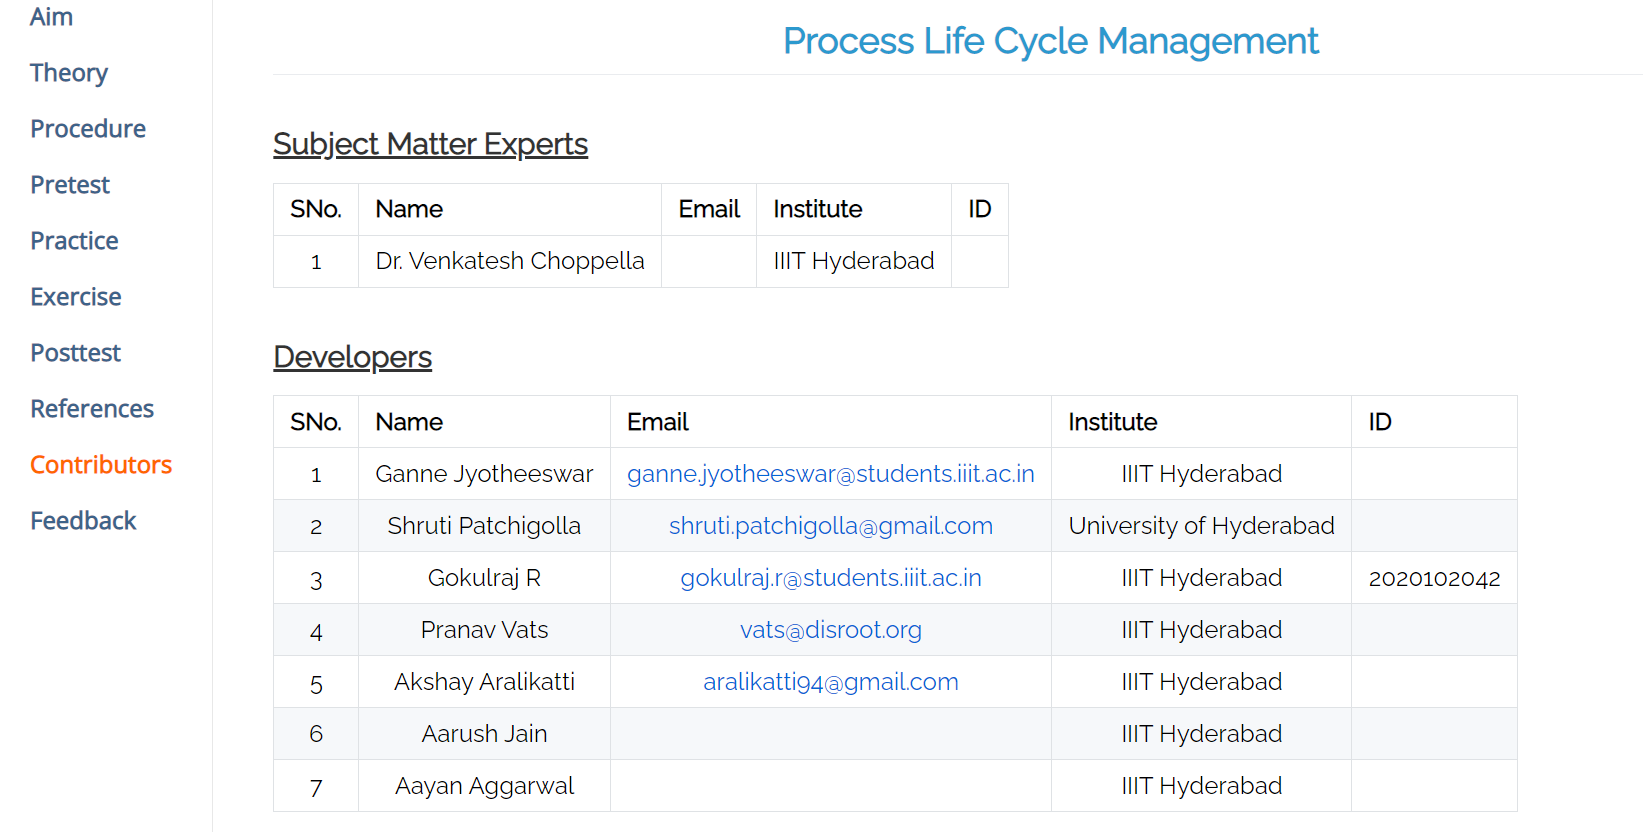 Aim
Theory
Procedure
Pretest
Practice
Exercise
Posttest
References
Contributors
Feedback
Process Life Cycle Management
Subject Matter Experts
SNo. Name Email Institute ID
1 Dr. Venkatesh Choppella IIIT Hyderabad
Developers
SNo. Name Email Institute ID
1 Ganne Jyotheeswar ganne.jyotheeswar@students.iiit.ac.in IIIT Hyderabad
2 Shruti Patchigolla shruti.patchigolla@gmail.com University of Hyderabad
3 Gokulraj R gokulraj.r@students.iiit.ac.in IIIT Hyderabad 2020102042
4 Pranav Vats vats@disroot.org IIIT Hyderabad
5 Akshay Aralikatti aralikatti94@gmail.com IIIT Hyderabad
6 Aarush Jain IIIT Hyderabad
7 Aayan Aggarwal IIIT Hyderabad